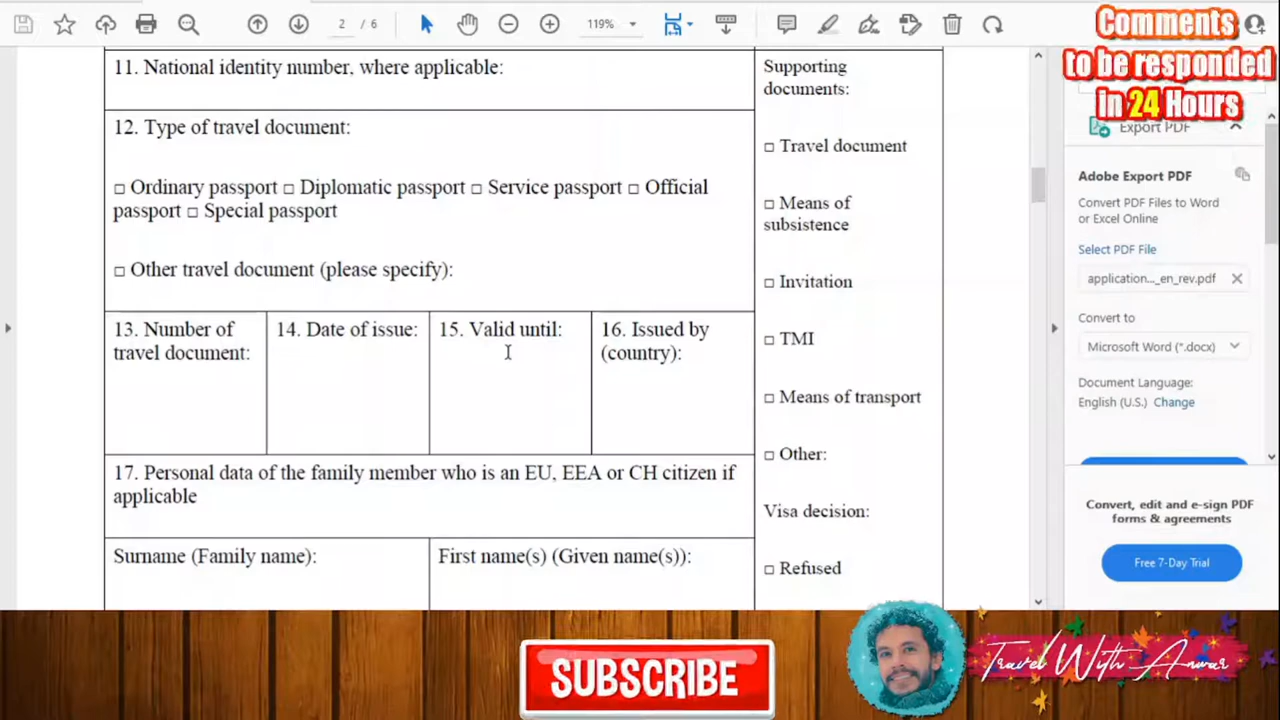 2 / 6
119%
Comments
to be responded
in 24 Hours
11. National identity number, where applicable:
12. Type of travel document:
□ Ordinary passport □ Diplomatic passport □ Service passport □ Official
passport □ Special passport
□ Other travel document (please specify):
13. Number of
travel document:
14. Date of issue:
15. Valid until:
16. Issued by
(country):
17. Personal data of the family member who is an EU, EEA or CH citizen if
applicable
Surname (Family name):
First name(s) (Given name(s)):
Supporting
documents:
□ Travel document
□ Means of
subsistence
□ Invitation
□ TMI
□ Means of transport
□ Other:
Visa decision:
□ Refused
Export PDF
Adobe Export PDF
Convert PDF Files to Word
or Excel Online
Select PDF File
application..._en_rev.pdf
Convert to
Microsoft Word (*.docx)
Document Language:
English (U.S.) Change
Convert, edit and e-sign PDF
forms & agreements
Free 7-Day Trial
SUBSCRIBE
Travel With Anwar